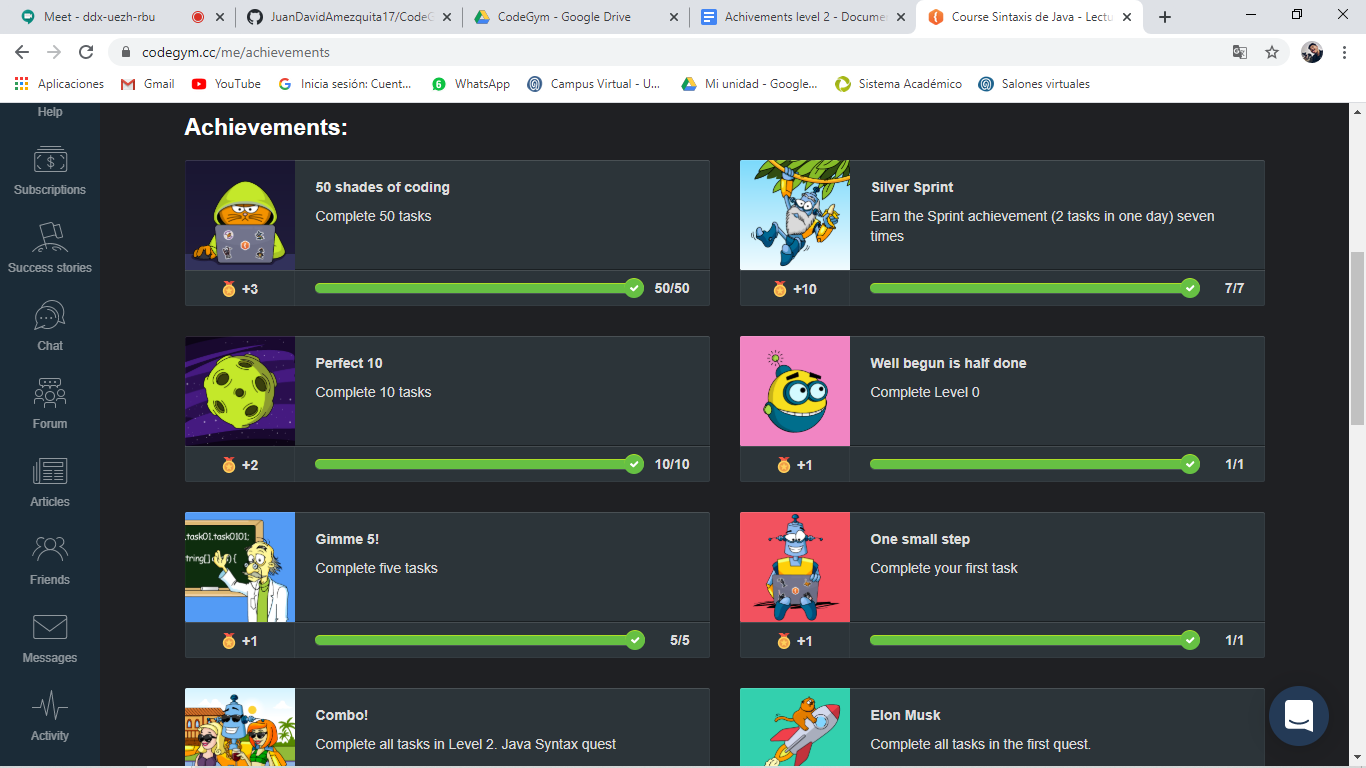 Meet - ddx-uezh-rbu
JuanDavidAmezquita17/CodeG
CodeGym - Google Drive
Achivements level 2 - Docume
Course Sintaxis de Java - Lectu
codegym.cc/me/achievements
Aplicaciones
Gmail
YouTube
Inicia sesión: Cuent...
WhatsApp
Campus Virtual - U...
Mi unidad - Google...
Sistema Académico
Salones virtuales
Help
Subscriptions
Success stories
Chat
Forum
Articles
Friends
Messages
Activity
Achievements:
50 shades of coding
Complete 50 tasks
+3
50/50
Silver Sprint
Earn the Sprint achievement (2 tasks in one day) seven
times
+10
7/7
Perfect 10
Complete 10 tasks
+2
10/10
Well begun is half done
Complete Level 0
+1
1/1
.task01.task0101;
tring[] a
Gimme 5!
Complete five tasks
+1
5/5
One small step
Complete your first task
+1
1/1
Combo!
Complete all tasks in Level 2. Java Syntax quest
Elon Musk
Complete all tasks in the first quest.